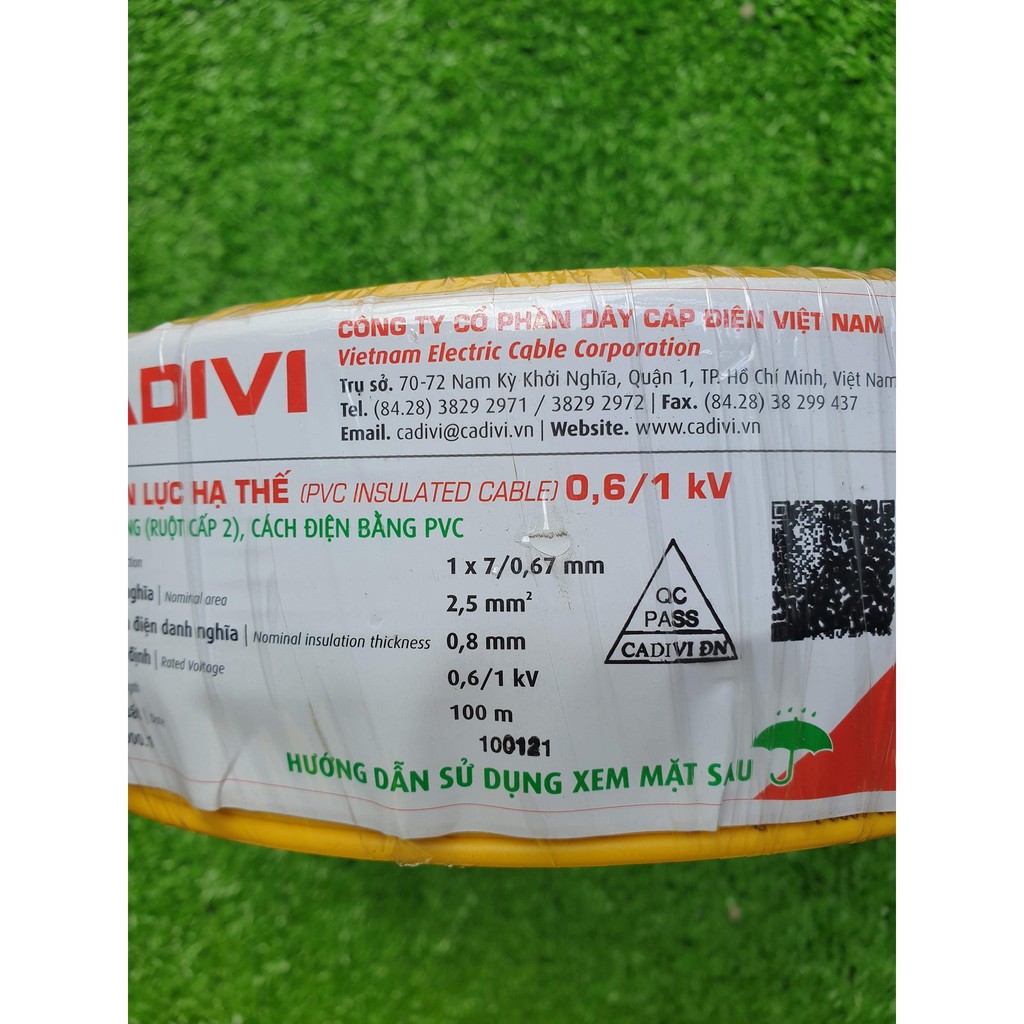 CADIVI
CÔNG TY CỔ PHẦN DÂY CÁP ĐIỆN VIỆT NAM
Vietnam Electric Cable Corporation
Trụ sở. 70-72 Nam Kỳ Khởi Nghĩa, Quận 1, TP. Hồ Chí Minh, Việt Nam
Tel. (84.28) 3829 2971 / 3829 2972 | Fax. (84.28) 38 299 437
Email. cadivi@cadivi.vn | Website. www.cadivi.vn
LỰC HẠ THẾ (PVC INSULATED CABLE) 0,6/1 kV
(RUỘT CẤP 2), CÁCH ĐIỆN BẰNG PVC
1 x 7/0,67 mm
nghĩa | Nominal area 2,5 mm²
điện danh nghĩa | Nominal insulation thickness 0,8 mm
định | Rated Voltage 0,6/1 kV
100 m
Date 100121
HƯỚNG DẪN SỬ DỤNG XEM MẶT SAU
QC
PASS
CADIVI ĐN